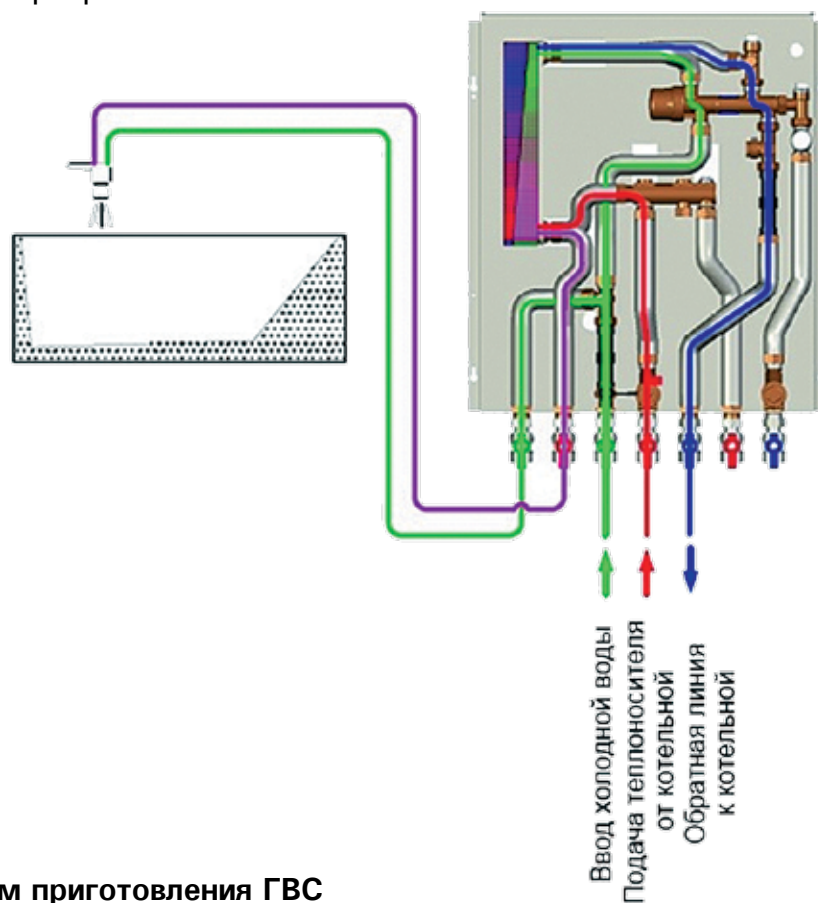 Ввод холодной воды
Подача теплоносителя
от котельной
Обратная линия
к котельной
м приготовления ГВС